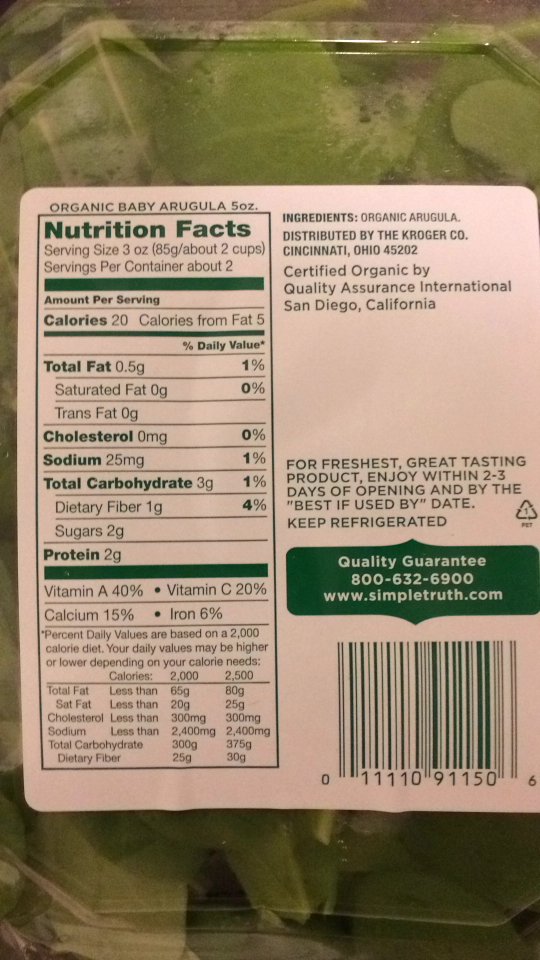 ORGANIC BABY ARUGULA 5oz.
Nutrition Facts
Serving Size 3 oz (85g/about 2 cups)
Servings Per Container about 2
Amount Per Serving
Calories 20 Calories from Fat 5
% Daily Value*
Total Fat 0.5g 1%
Saturated Fat 0g 0%
Trans Fat 0g
Cholesterol 0mg 0%
Sodium 25mg 1%
Total Carbohydrate 3g 1%
Dietary Fiber 1g 4%
Sugars 2g
Protein 2g
Vitamin A 40% • Vitamin C 20%
Calcium 15% • Iron 6%
*Percent Daily Values are based on a 2,000
calorie diet. Your daily values may be higher
or lower depending on your calorie needs:
Calories: 2,000 2,500
Total Fat Less than 65g 80g
Sat Fat Less than 20g 25g
Cholesterol Less than 300mg 300mg
Sodium Less than 2,400mg 2,400mg
Total Carbohydrate 300g 375g
Dietary Fiber 25g 30g
INGREDIENTS: ORGANIC ARUGULA.
DISTRIBUTED BY THE KROGER CO.
CINCINNATI, OHIO 45202
Certified Organic by
Quality Assurance International
San Diego, California
FOR FRESHEST, GREAT TASTING
PRODUCT, ENJOY WITHIN 2-3
DAYS OF OPENING AND BY THE
"BEST IF USED BY" DATE.
KEEP REFRIGERATED
1
PET
Quality Guarantee
800-632-6900
www.simpletruth.com
0 11110 91150 6